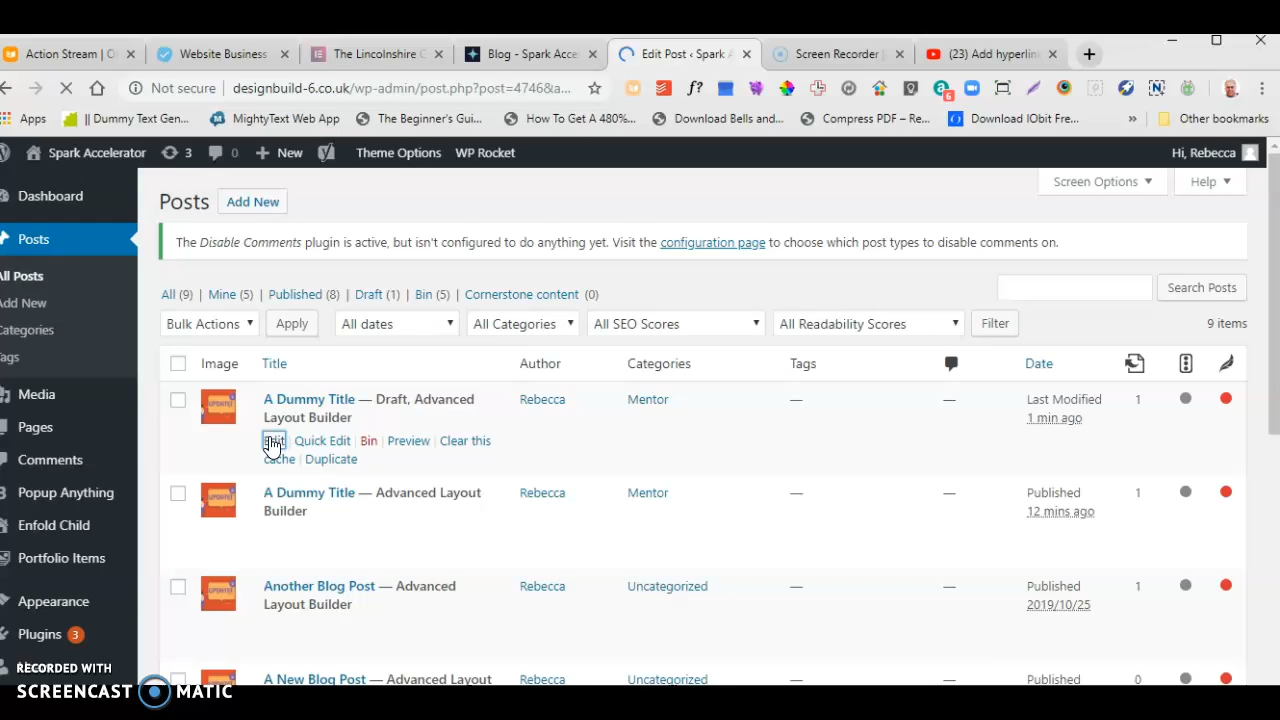 Action Stream | O
Website Business
The Lincolnshire C
Blog - Spark Acce
Edit Post ‹ Spark A
Screen Recorder
(23) Add hyperlink
Not secure
designbuild-6.co.uk/wp-admin/post.php?post=4746&a...
Apps
|| Dummy Text Gen...
MightyText Web App
The Beginner's Gui...
How To Get A 480%...
Download Bells and...
Compress PDF – Re...
Download IObit Fre...
»
Other bookmarks
Spark Accelerator
3
0
New
Theme Options
WP Rocket
Hi, Rebecca
Dashboard
Posts
All Posts
Add New
Categories
Tags
Media
Pages
Comments
Popup Anything
Enfold Child
Portfolio Items
Appearance
Plugins 3
Posts Add New
Screen Options
Help
The Disable Comments plugin is active, but isn't configured to do anything yet. Visit the configuration page to choose which post types to disable comments on.
All (9) | Mine (5) | Published (8) | Draft (1) | Bin (5) | Cornerstone content (0)
Search Posts
Bulk Actions Apply All dates All Categories All SEO Scores All Readability Scores Filter 9 items
Image Title Author Categories Tags Date
A Dummy Title — Draft, Advanced
Layout Builder
Edit | Quick Edit | Bin | Preview | Clear this
cache | Duplicate
Rebecca
Mentor
—
—
Last Modified
1 min ago
1
A Dummy Title — Advanced Layout
Builder
Rebecca
Mentor
—
—
Published
12 mins ago
1
Another Blog Post — Advanced
Layout Builder
Rebecca
Uncategorized
—
—
Published
2019/10/25
1
A New Blog Post — Advanced Layout
Rebecca
Uncategorized
—
—
Published
0
RECORDED WITH
SCREENCAST MATIC